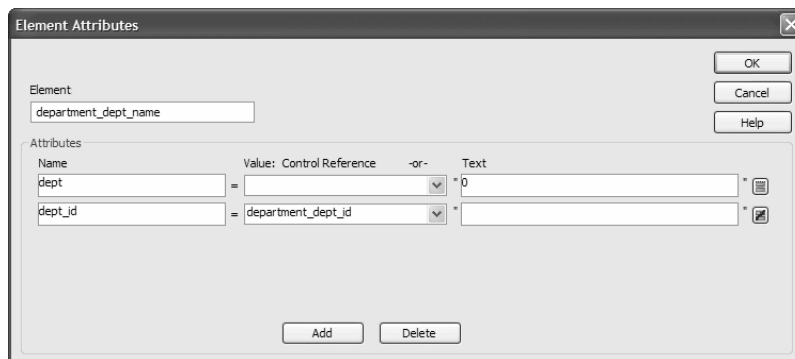 Element Attributes
OK
Element
Cancel
department_dept_name
Help
Attributes
Name Value: Control Reference -or- Text
dept = " 0 "
dept_id = department_dept_id " "
Add Delete